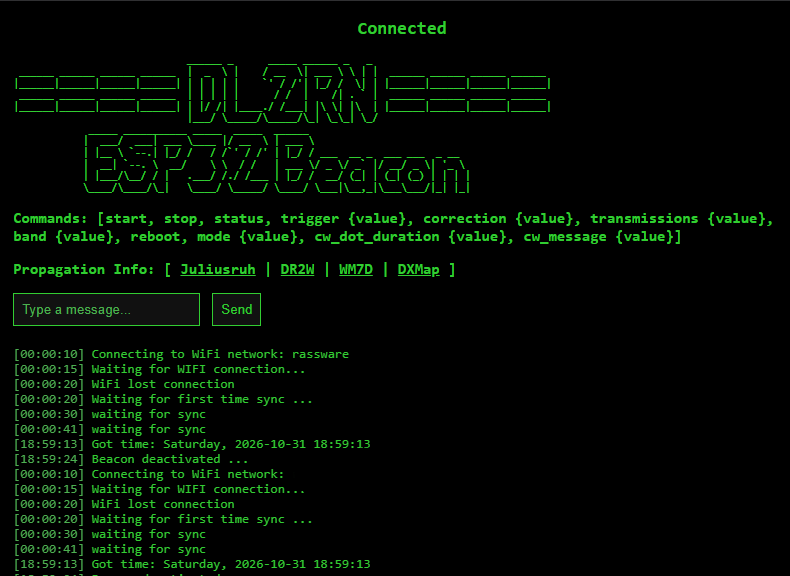 Connected
DL2RN
ESP32 Beacon
Commands: [start, stop, status, trigger {value}, correction {value}, transmissions {value},
band {value}, reboot, mode {value}, cw_dot_duration {value}, cw_message {value}]
Propagation Info: [ Juliusruh | DR2W | WM7D | DXMap ]
Type a message... Send
[00:00:10] Connecting to WiFi network: rassware
[00:00:15] Waiting for WIFI connection...
[00:00:20] WiFi lost connection
[00:00:20] Waiting for first time sync ...
[00:00:30] waiting for sync
[00:00:41] waiting for sync
[18:59:13] Got time: Saturday, 2026-10-31 18:59:13
[18:59:24] Beacon deactivated ...
[00:00:10] Connecting to WiFi network:
[00:00:15] Waiting for WIFI connection...
[00:00:20] WiFi lost connection
[00:00:20] Waiting for first time sync ...
[00:00:30] waiting for sync
[00:00:41] waiting for sync
[18:59:13] Got time: Saturday, 2026-10-31 18:59:13